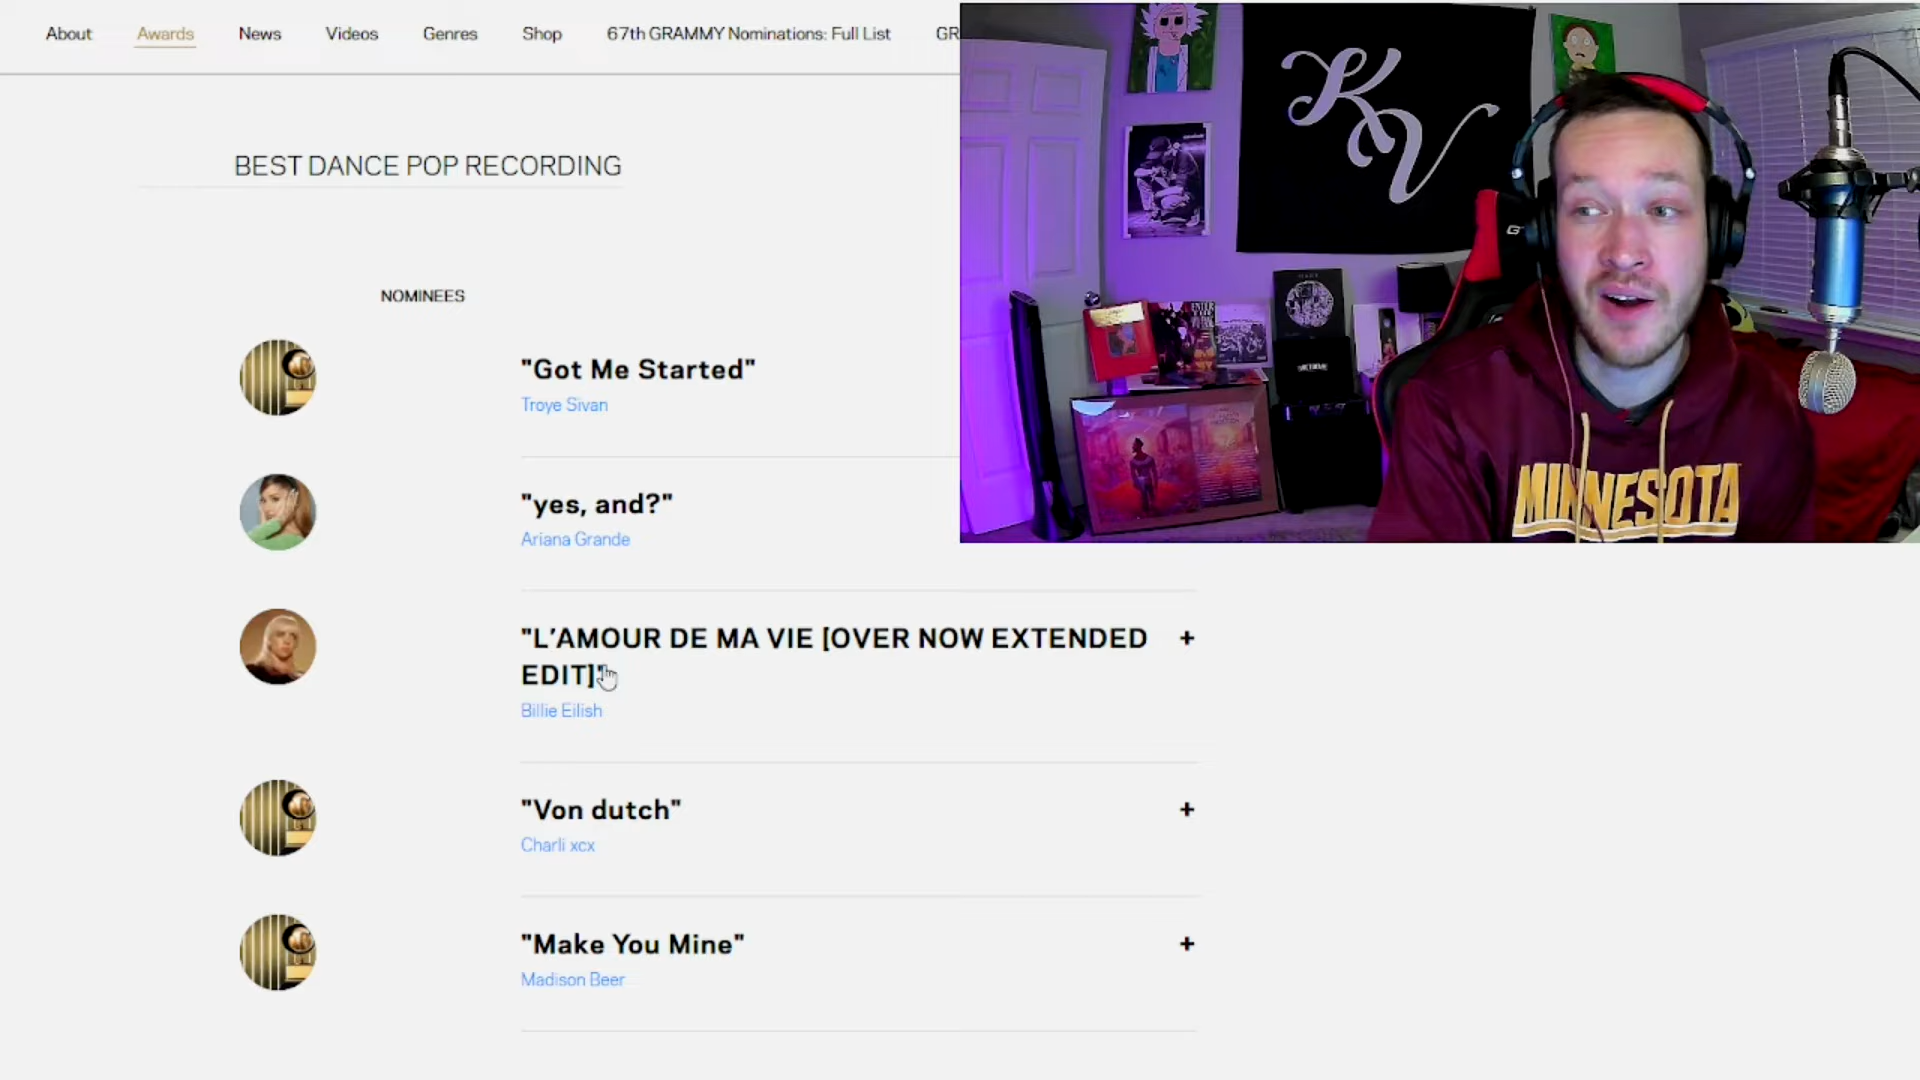 About Awards News Videos Genres Shop 67th GRAMMY Nominations: Full List GR
BEST DANCE POP RECORDING
NOMINEES
"Got Me Started"
Troye Sivan
"yes, and?"
Ariana Grande
"L’AMOUR DE MA VIE [OVER NOW EXTENDED
EDIT]"
Billie Eilish
"Von dutch"
Charli xcx
"Make You Mine"
Madison Beer
KV
MINNESOTA